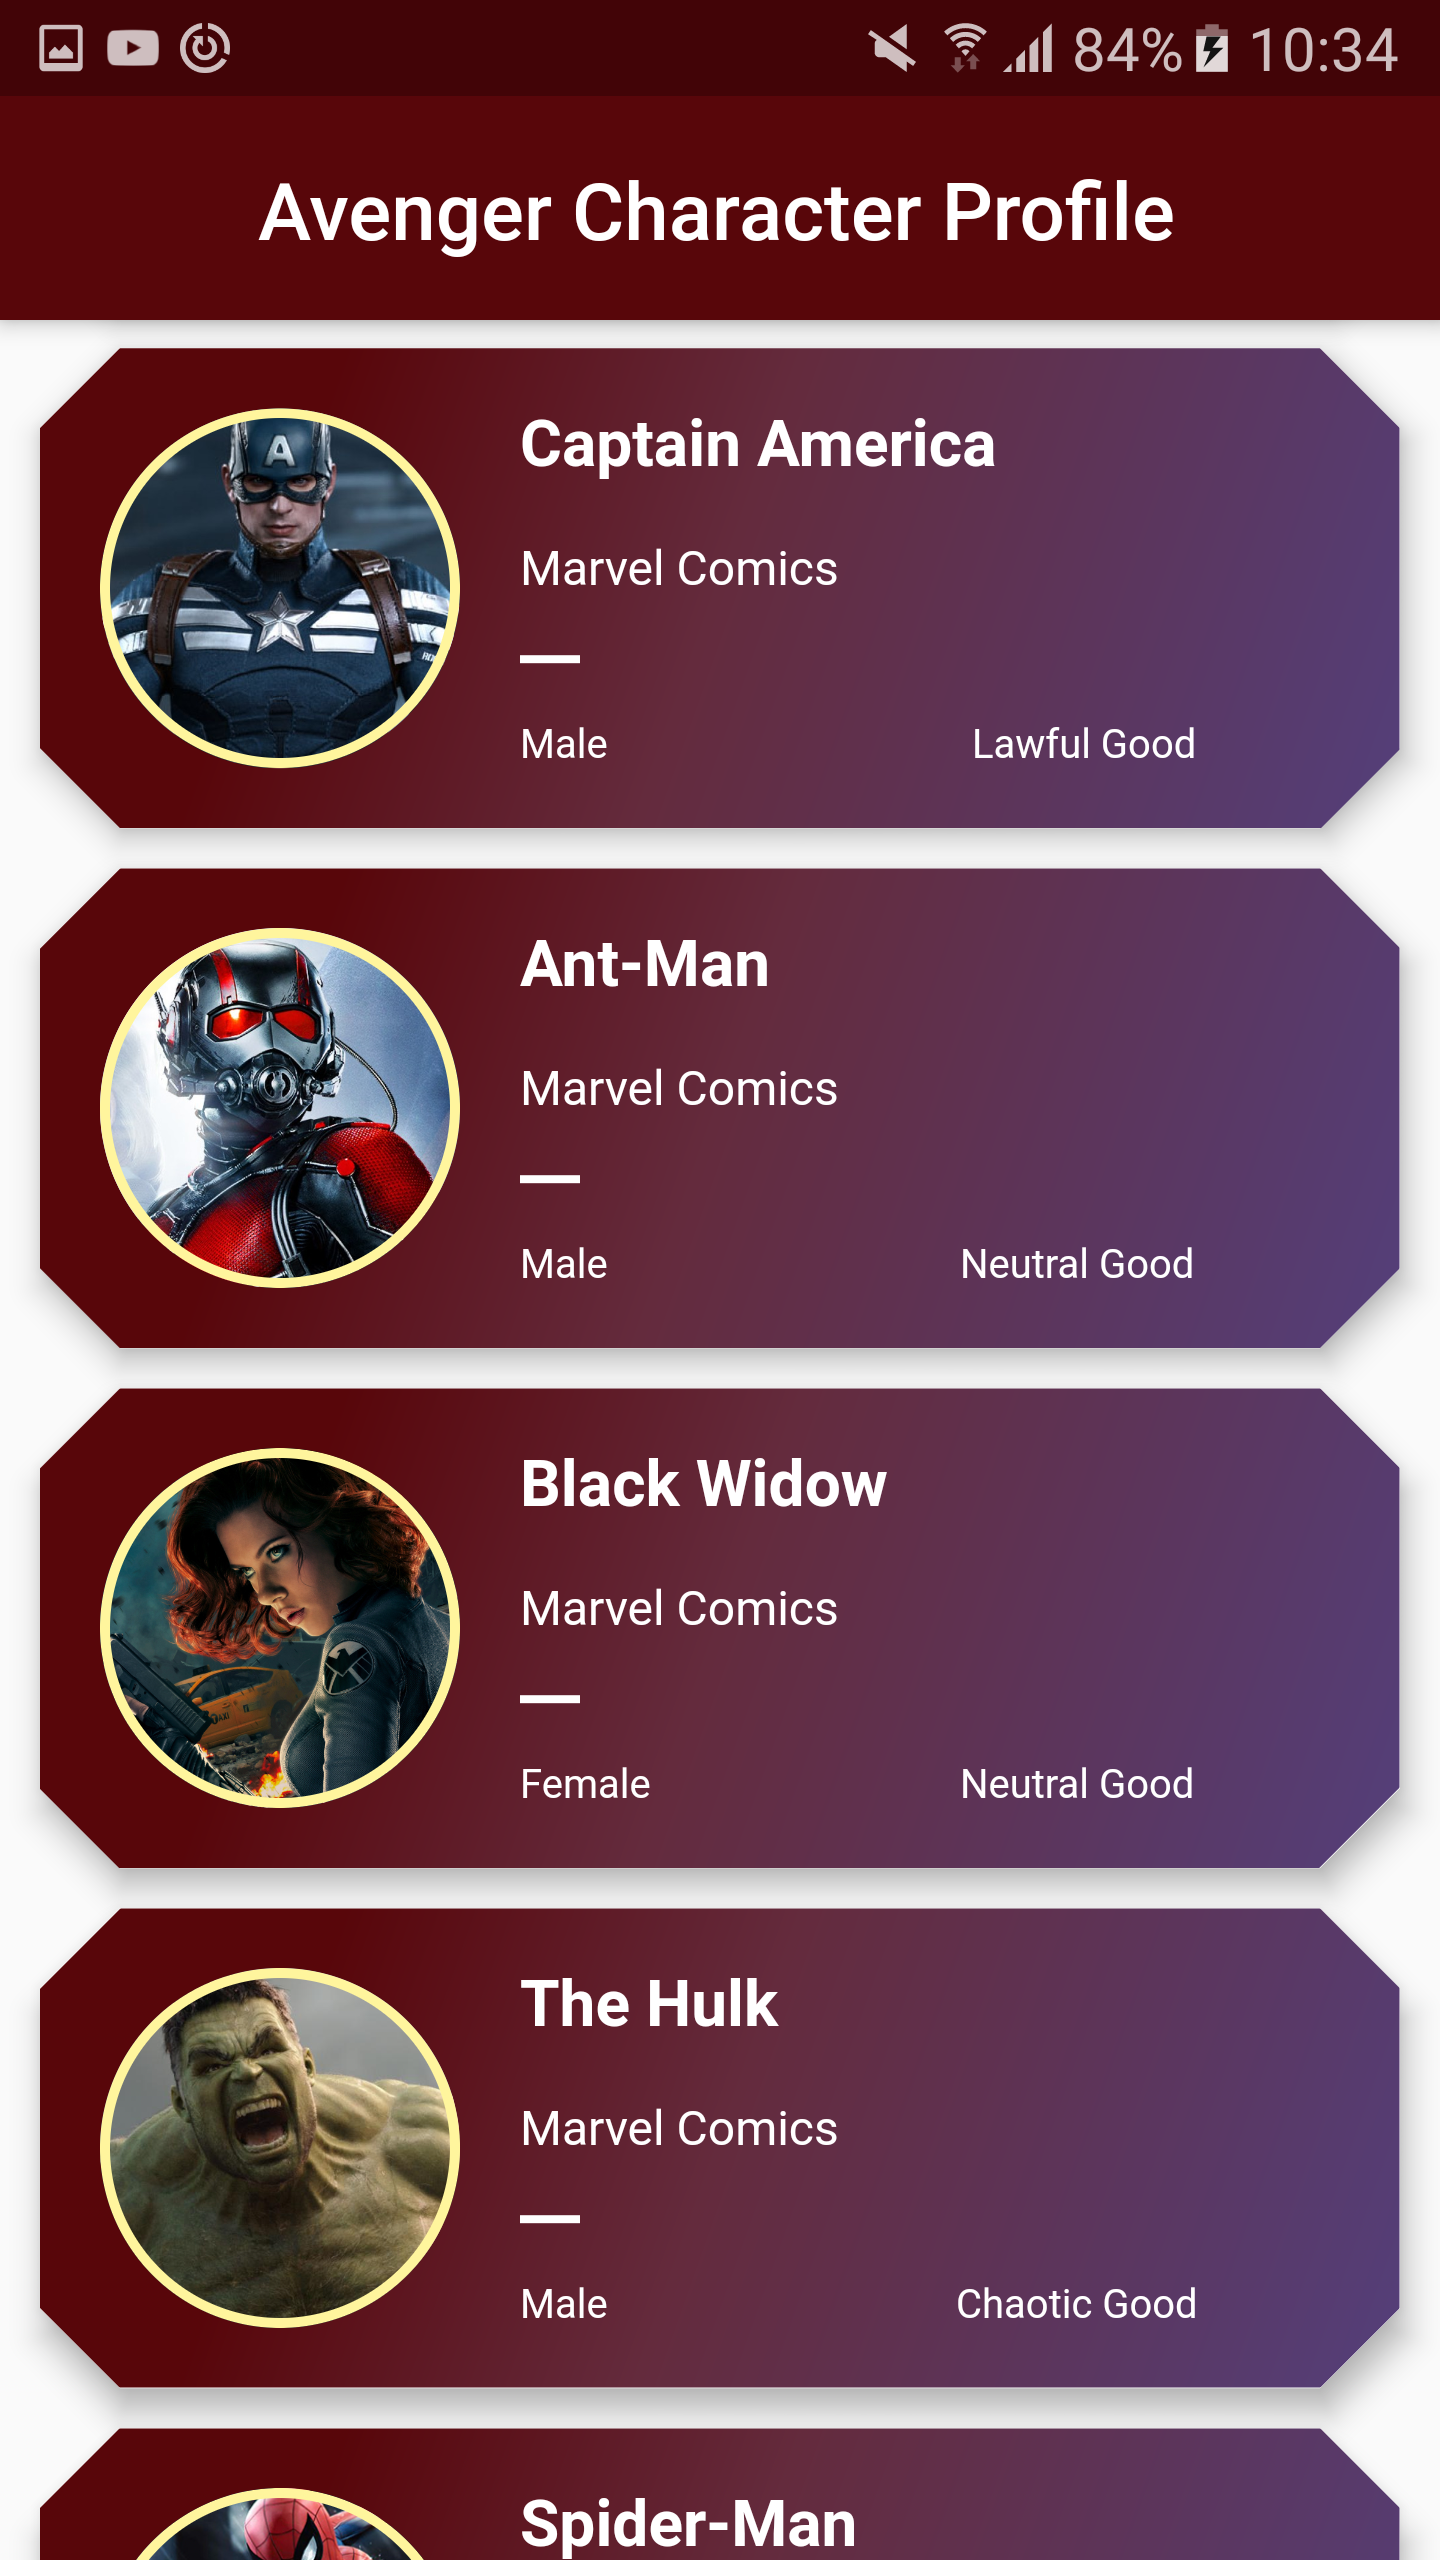 84% 10:34
Avenger Character Profile
A
Captain America
Marvel Comics
Male Lawful Good
Ant-Man
Marvel Comics
Male Neutral Good
Black Widow
Marvel Comics
TAXI
Female Neutral Good
The Hulk
Marvel Comics
Male Chaotic Good
Spider-Man